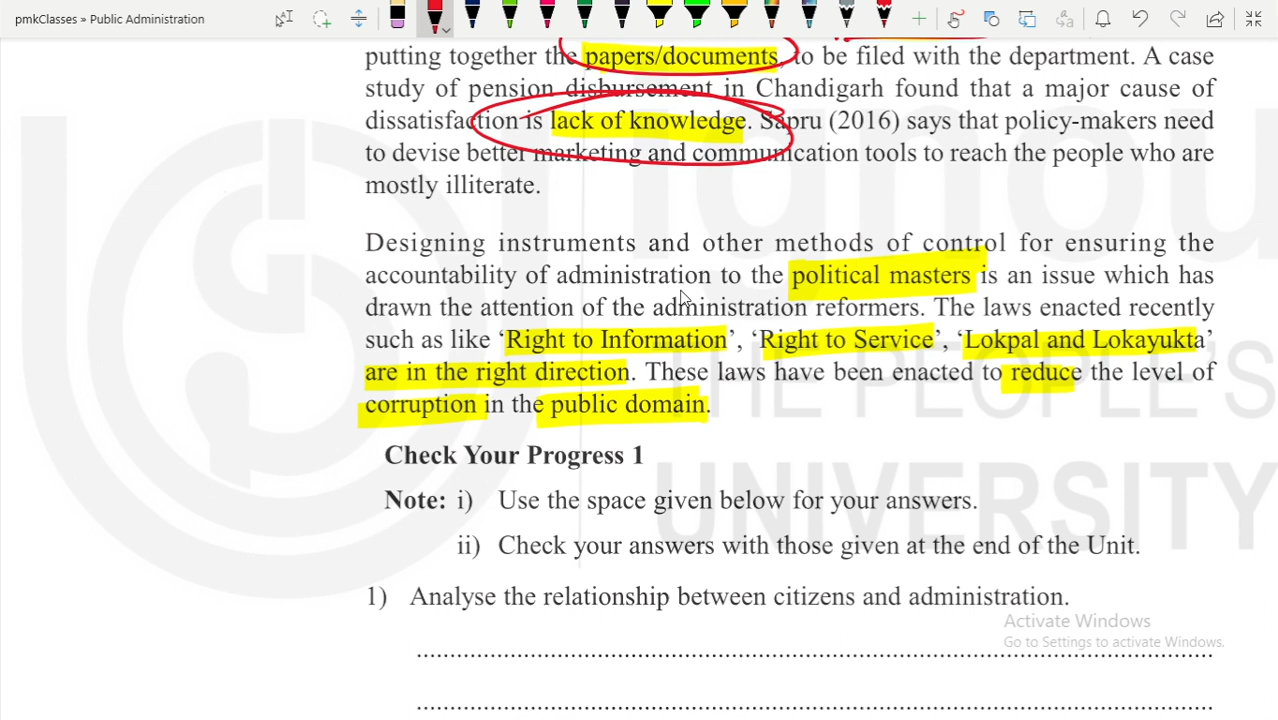 pmkClasses » Public Administration
putting together the papers/documents, to be filed with the department. A case
study of pension disbursement in Chandigarh found that a major cause of
dissatisfaction is lack of knowledge. Sapru (2016) says that policy-makers need
to devise better marketing and communication tools to reach the people who are
mostly illiterate.
Designing instruments and other methods of control for ensuring the
accountability of administration to the political masters is an issue which has
drawn the attention of the administration reformers. The laws enacted recently
such as like ‘Right to Information’, ‘Right to Service’, ‘Lokpal and Lokayukta’
are in the right direction. These laws have been enacted to reduce the level of
corruption in the public domain.
Check Your Progress 1
Note: i) Use the space given below for your answers.
ii) Check your answers with those given at the end of the Unit.
1) Analyse the relationship between citizens and administration.
Activate Windows
Go to Settings to activate Windows.
ignou
THE PEOPLE'S
UNIVERSITY